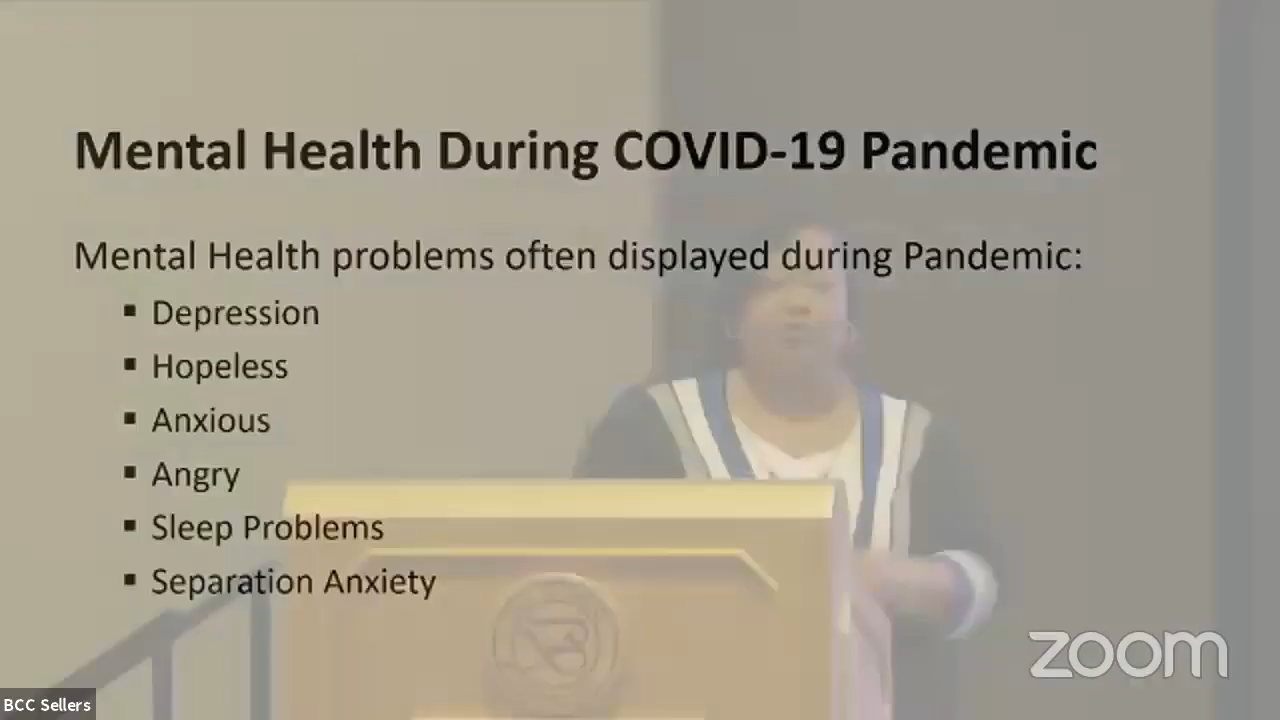 Mental Health During COVID-19 Pandemic
Mental Health problems often displayed during Pandemic:
▪ Depression
▪ Hopeless
▪ Anxious
▪ Angry
▪ Sleep Problems
▪ Separation Anxiety
zoom
BCC Sellers